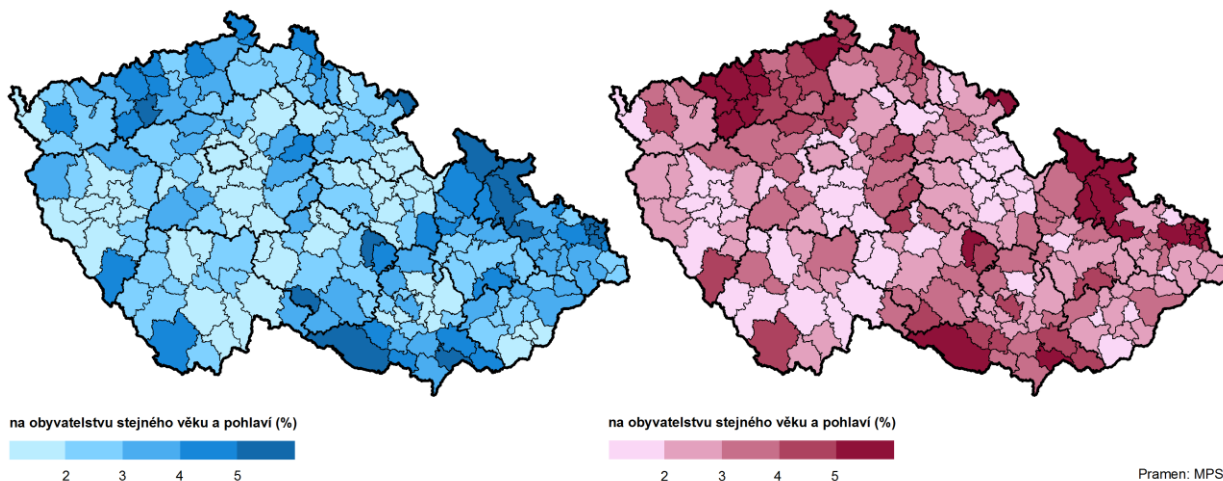 na obyvatelstvu stejného věku a pohlaví (%)
2 3 4 5
na obyvatelstvu stejného věku a pohlaví (%)
2 3 4 5
Pramen: MPS